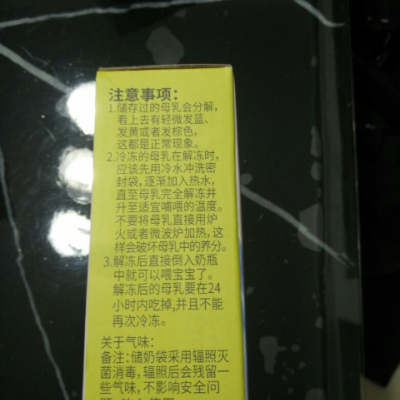 注意事项：
1.储存过的母乳会分解，
看上去有轻微发蓝、
发黄或者发棕色，
这都是正常现象。
2.冷冻的母乳在解冻时，
应该先用冷水冲洗密
封袋，逐渐加入热水，
直至母乳完全解冻并
升至适宜哺喂的温度。
不要将母乳直接用炉
火或者微波炉加热，这
样会破坏母乳中的养分。
3.解冻后直接倒入奶瓶
中就可以喂宝宝了。
解冻后的母乳要在24
小时内吃掉，并且不能
再次冷冻。
关于气味：
备注：储奶袋采用辐照灭
菌消毒，辐照后会残留一
些气味，不影响安全问